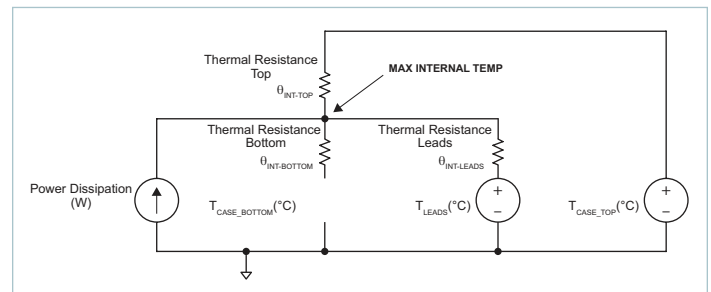 Thermal Resistance
Top
θINT-TOP
MAX INTERNAL TEMP
Thermal Resistance
Bottom
θINT-BOTTOM
Thermal Resistance
Leads
θINT-LEADS
Power Dissipation
(W)
TCASE_BOTTOM(°C)
TLEADS(°C)
+
–
TCASE_TOP(°C)
+
–